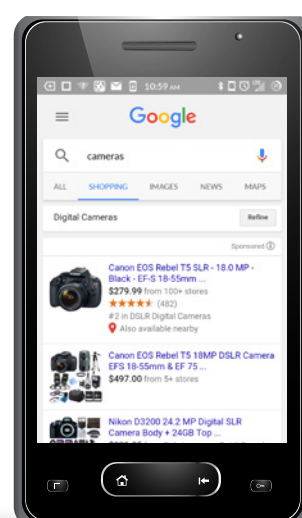 10:59 AM
Google
cameras
ALL SHOPPING IMAGES NEWS MAPS
Digital Cameras Refine
Sponsored
Canon EOS Rebel T5 SLR - 18.0 MP -
Black - EF-S 18-55mm ...
$279.99 from 100+ stores
(482)
#2 in DSLR Digital Cameras
Also available nearby
Canon EOS Rebel T5 18MP DSLR Camera
EFS 18-55mm & EF 75 ...
$497.00 from 5+ stores
Nikon D3200 24.2 MP Digital SLR
Camera Body + 24GB Top ...